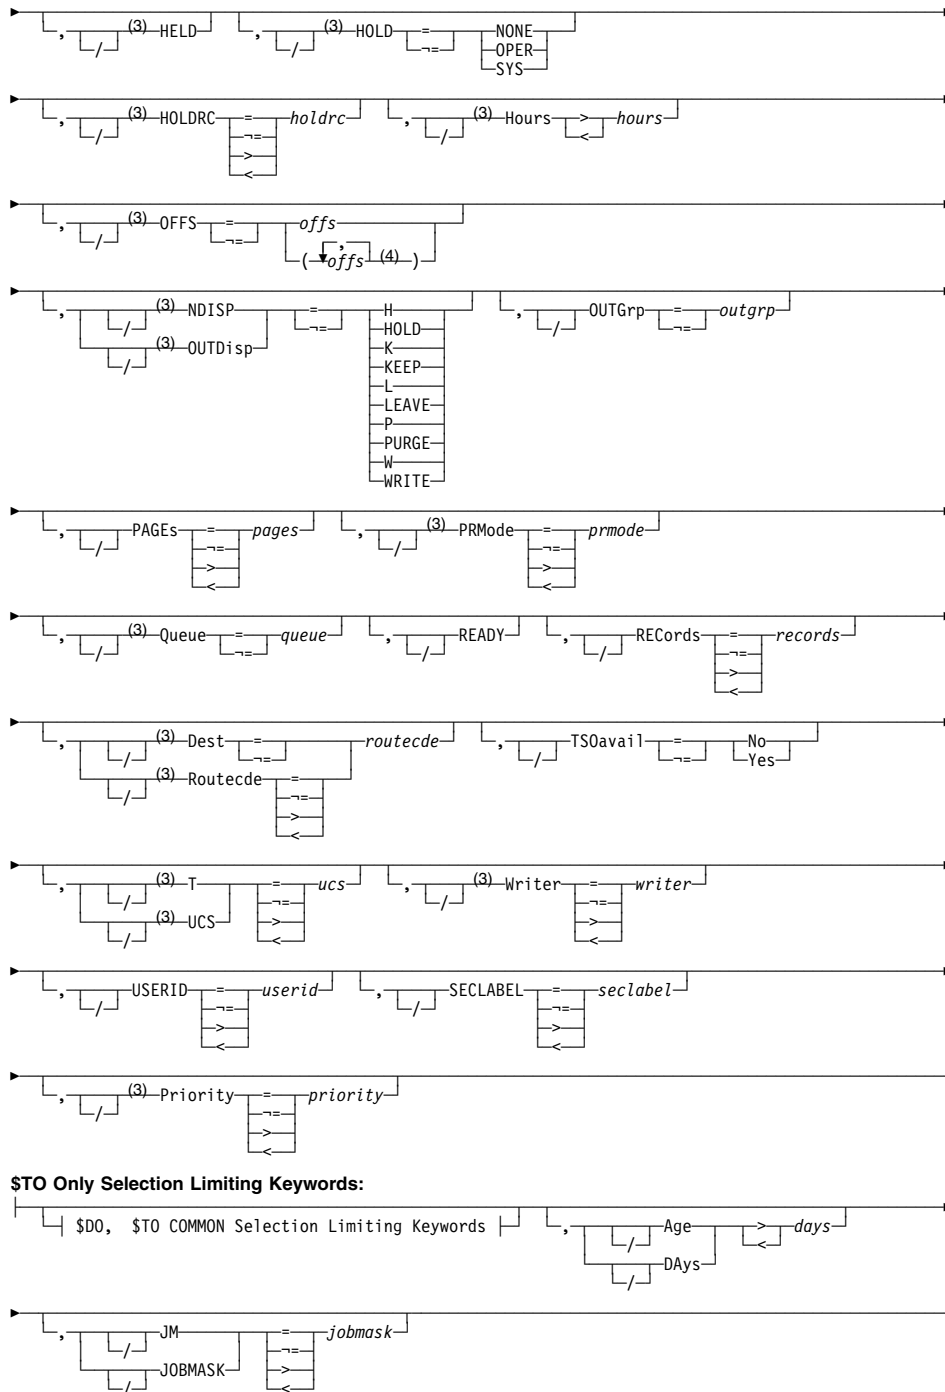 , / (3) HELD , / (3) HOLD = NONE
¬= OPER
SYS
, / (3) HOLDRC = holdrc , / (3) Hours > hours
¬= <
>
<
, / (3) OFFS = offs
¬= ( , offs (4) )
, / (3) NDISP = H , / OUTGrp = outgrp
/ (3) OUTDisp ¬= HOLD ¬=
K
KEEP
L
LEAVE
P
PURGE
W
WRITE
, / PAGEs = pages , / (3) PRMode = prmode
¬= ¬=
> >
< <
, / (3) Queue = queue , / READY , / RECords = records
¬= ¬=
>
<
, / (3) Dest = routecde , / TSOavail = No
¬= ¬= Yes
/ (3) Routecde =
¬=
>
<
, / (3) T = ucs , / (3) Writer = writer
/ (3) UCS ¬= ¬=
> >
< <
, / USERID = userid , / SECLABEL = seclabel
¬= ¬=
> >
< <
, / (3) Priority = priority
¬=
>
<
$TO Only Selection Limiting Keywords:
$DO, $TO COMMON Selection Limiting Keywords , / Age > days
/ DAys <
, / JM = jobmask
/ JOBMASK ¬=
>
<